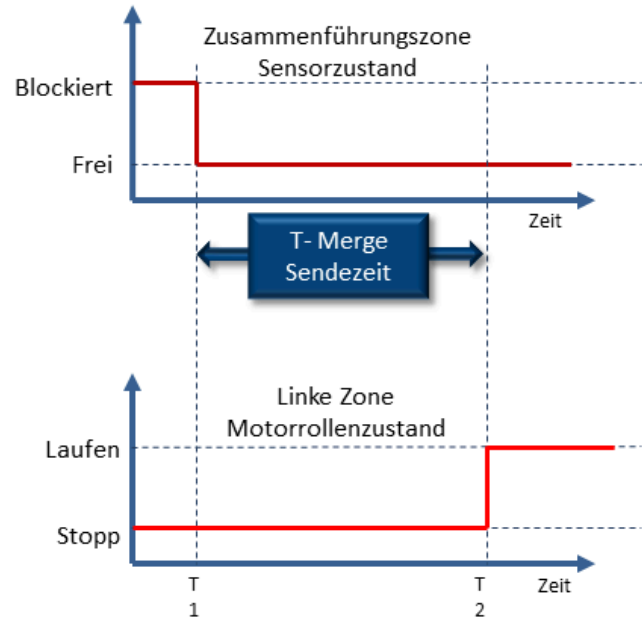 Zusammenführungszone
Sensorzustand
Blockiert
Frei
Zeit
T- Merge
Sendezeit
Linke Zone
Motorrollenzustand
Laufen
Stopp
T
1
T
2
Zeit